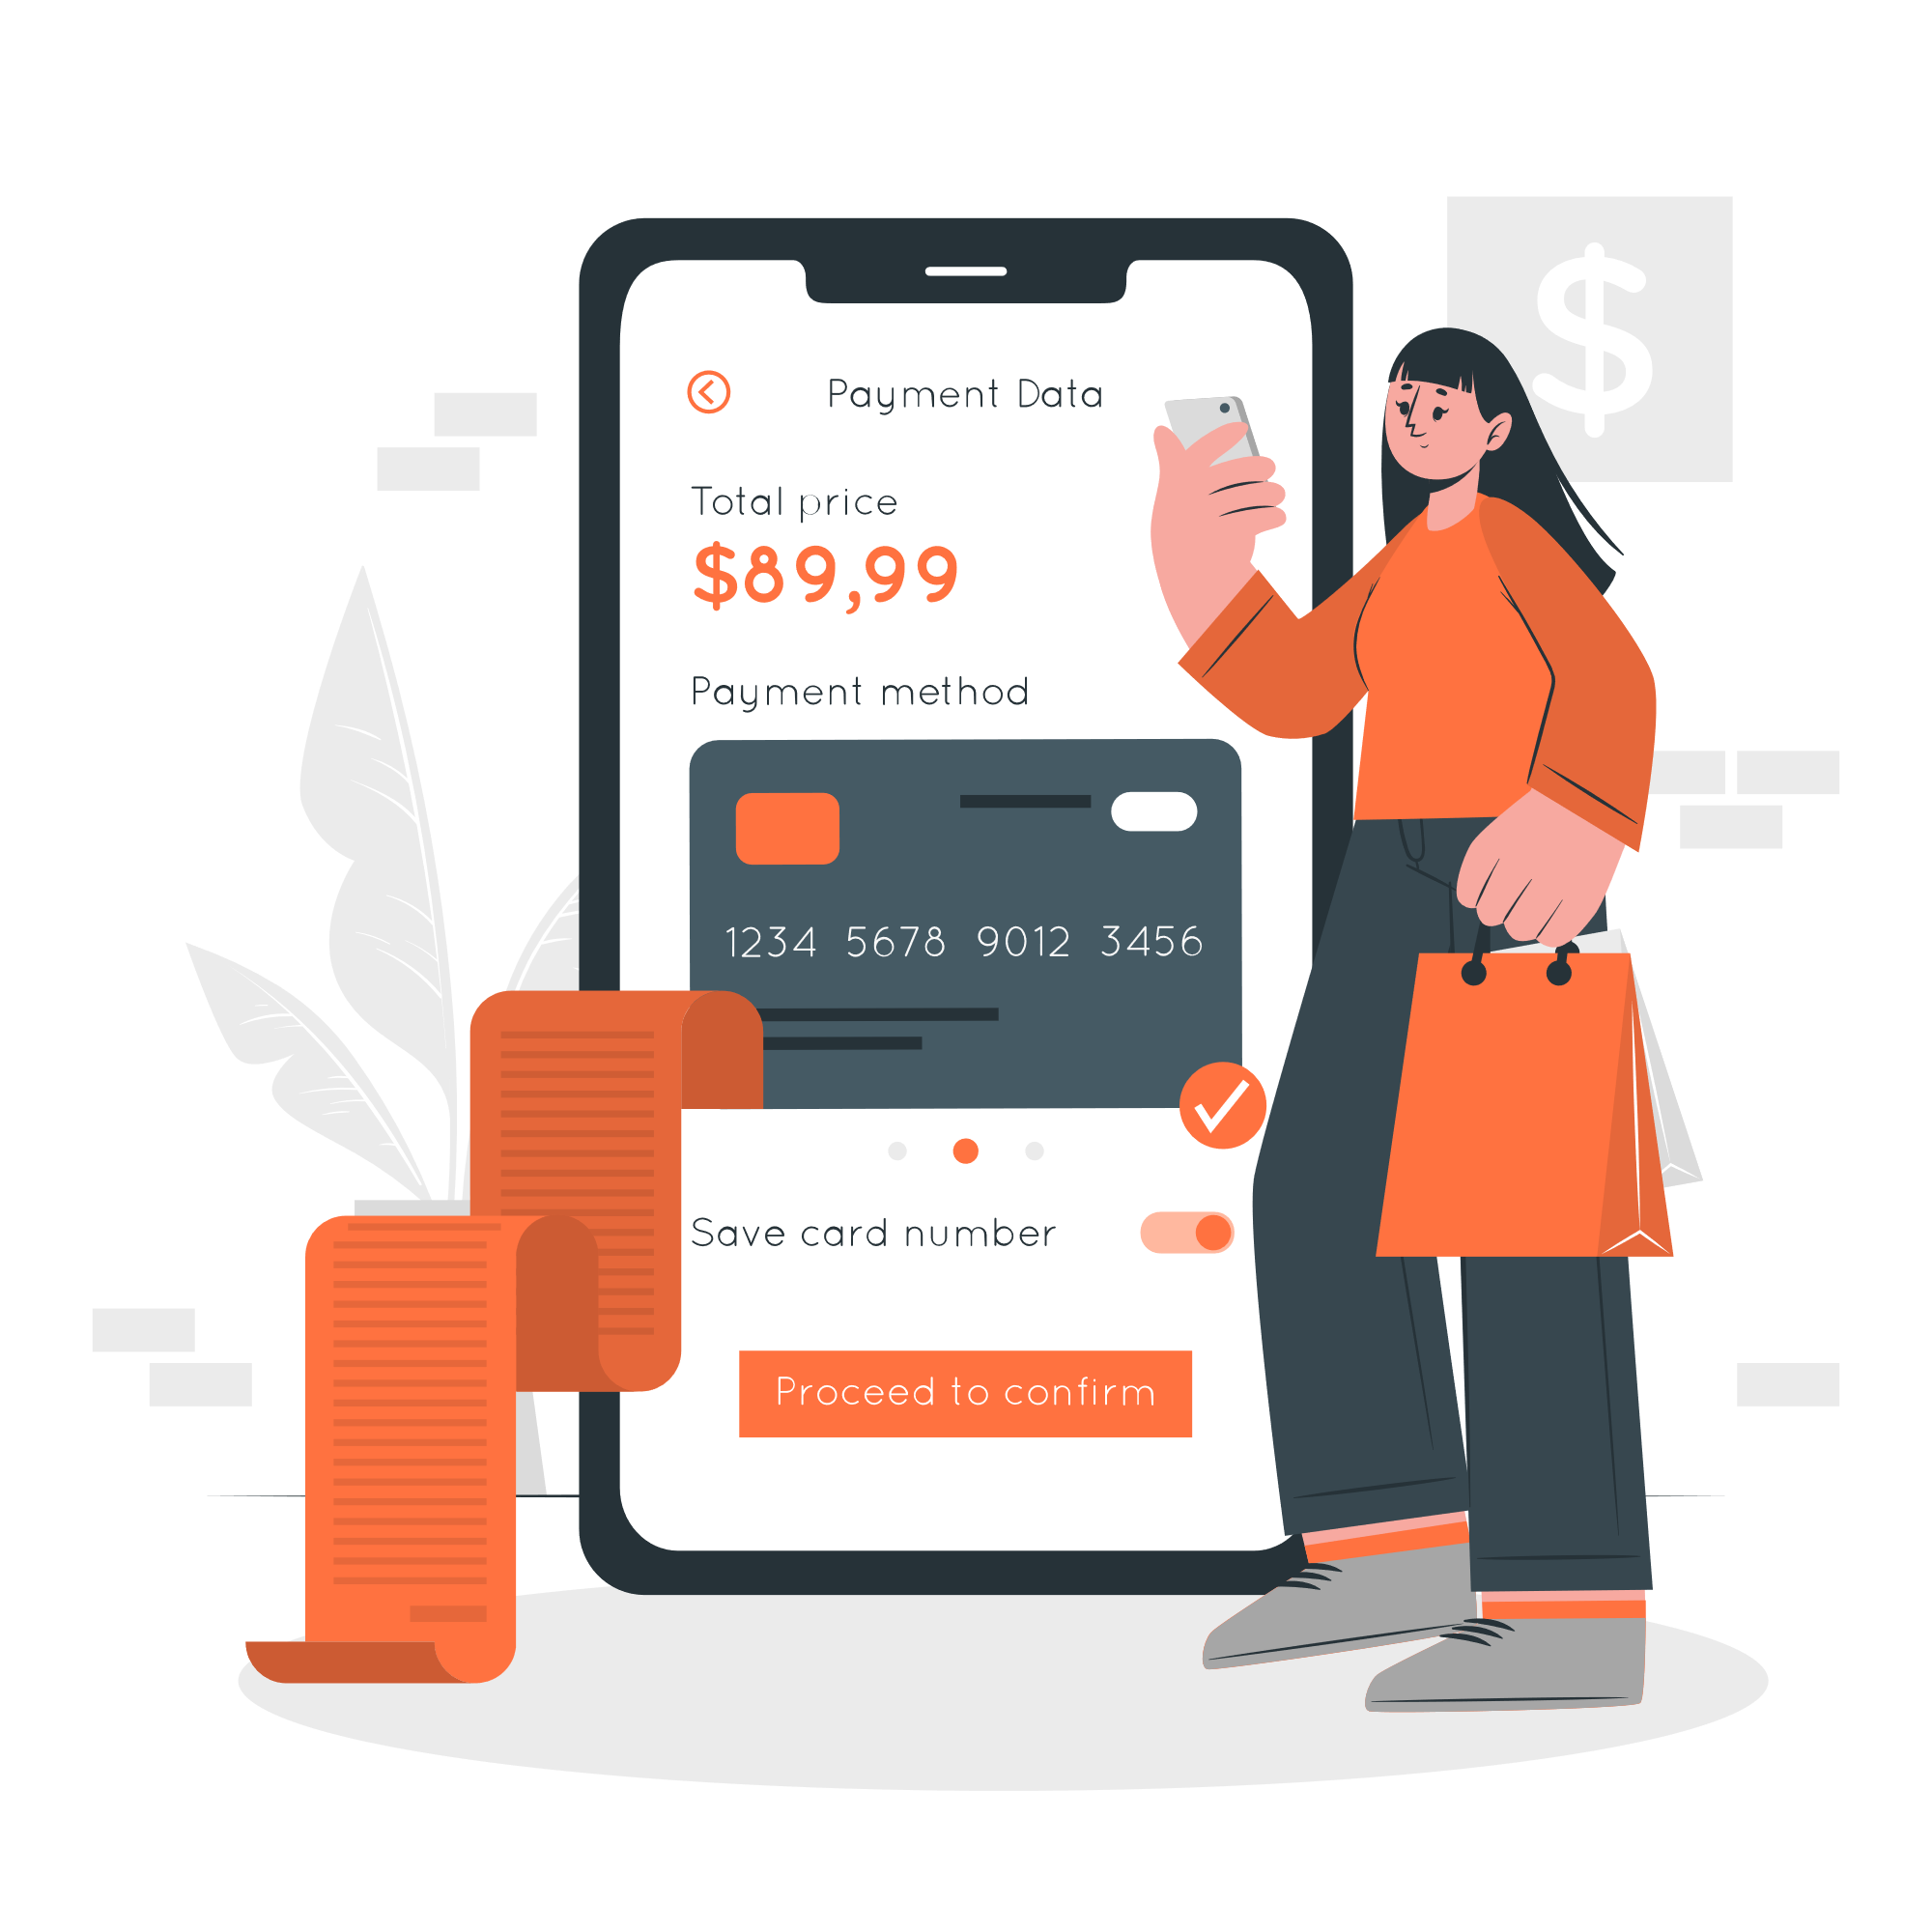 $
Payment Data
Total price
$89,99
Payment method
1234 5678 9012 3456
Save card number
Proceed to confirm